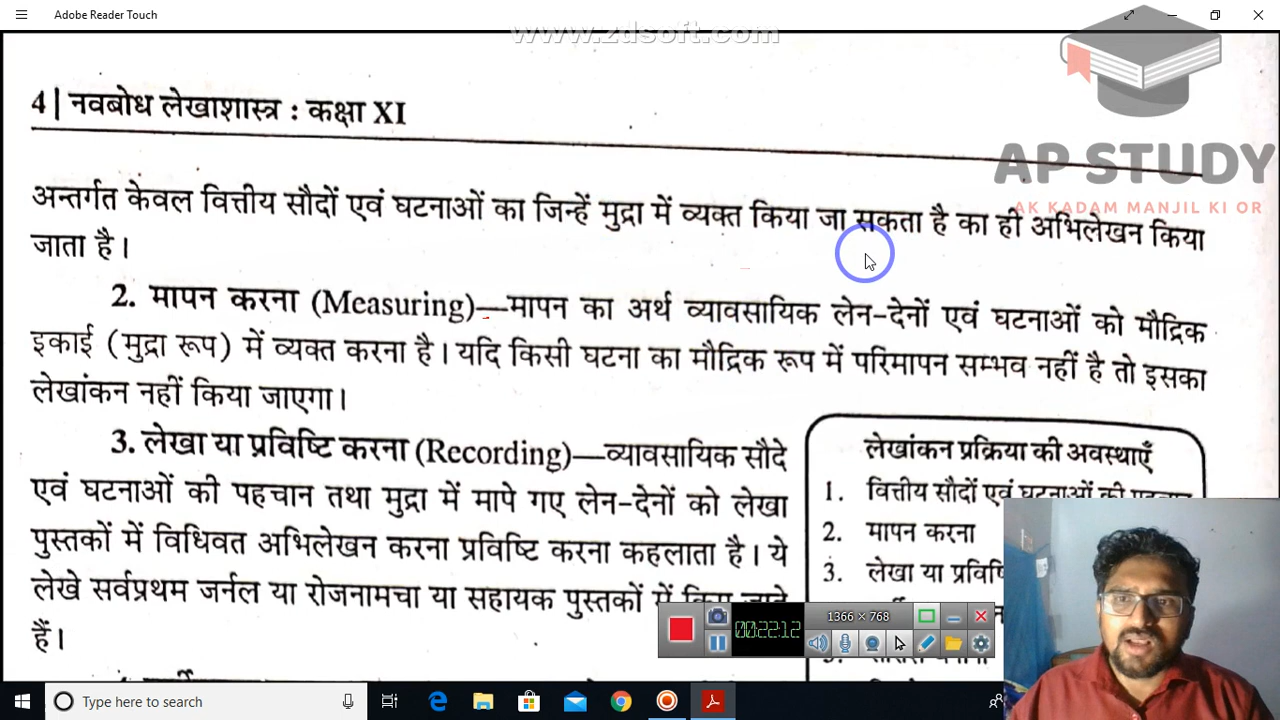 Adobe Reader Touch
www.zdsoft.com
4| नवबोध लेखाशास्त्र : कक्षा XI
AP STUDY
AK KADAM MANJIL KI OR
अन्तर्गत केवल वित्तीय सौदों एवं घटनाओं का जिन्हें मुद्रा में व्यक्त किया जा सकता है का ही अभिलेखन किया
जाता है।
2. मापन करना (Measuring)—मापन का अर्थ व्यावसायिक लेन-देनों एवं घटनाओं को मौद्रिक
इकाई (मुद्रा रूप) में व्यक्त करना है। यदि किसी घटना का मौद्रिक रूप में परिमापन सम्भव नहीं है तो इसका
लेखांकन नहीं किया जाएगा।
3. लेखा या प्रविष्टि करना (Recording)—व्यावसायिक सौदे
एवं घटनाओं की पहचान तथा मुद्रा में मापे गए लेन-देनों को लेखा
पुस्तकों में विधिवत अभिलेखन करना प्रविष्टि करना कहलाता है। ये
लेखे सर्वप्रथम जर्नल या रोजनामचा या सहायक पुस्तकों में
हैं।
लेखांकन प्रक्रिया की अवस्थाएँ
1. वित्तीय सौदों एवं घटनाओं की
2. मापन करना
3. लेखा या
00:22:12
1366 × 768
Type here to search